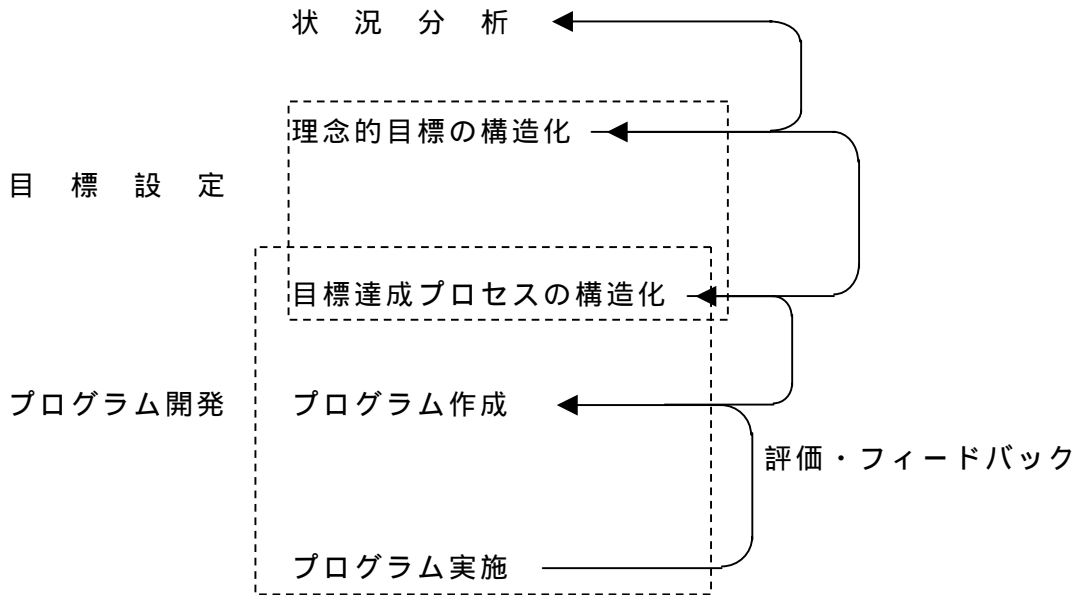 状況分析
理念的目標の構造化
目標設定
目標達成プロセスの構造化
プログラム開発
プログラム作成
評価・フィードバック
プログラム実施